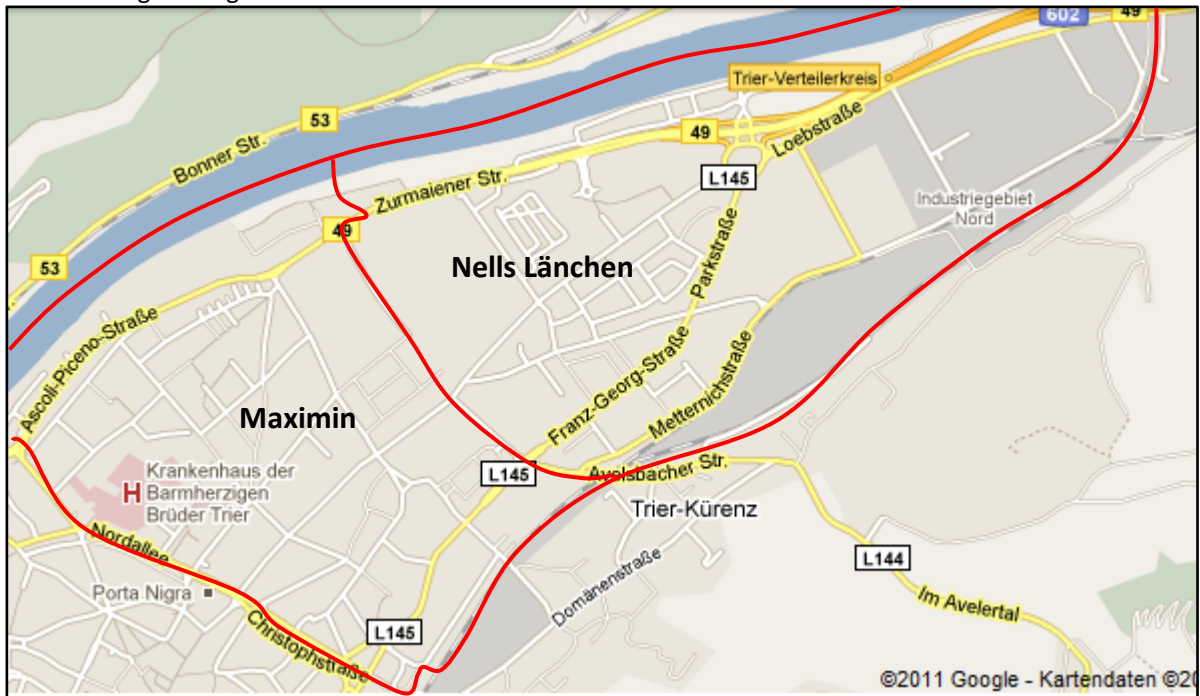 602
49
Trier-Verteilerkreis
53
Bonner Str.
49
Loebstraße
L145
Zurmaiener Str.
Industriegebiet
Nord
49
Nells Länchen
Parkstraße
53
Ascoli-Piceno-Straße
Franz-Georg-Straße
Metternichstraße
Maximin
Krankenhaus der
Barmherzigen
Brüder Trier
H
L145
Avelsbacher Str.
Trier-Kürenz
Nordallee
L144
Domänenstraße
Porta Nigra
Im Avelertal
Christophstraße
L145
©2011 Google - Kartendaten ©20